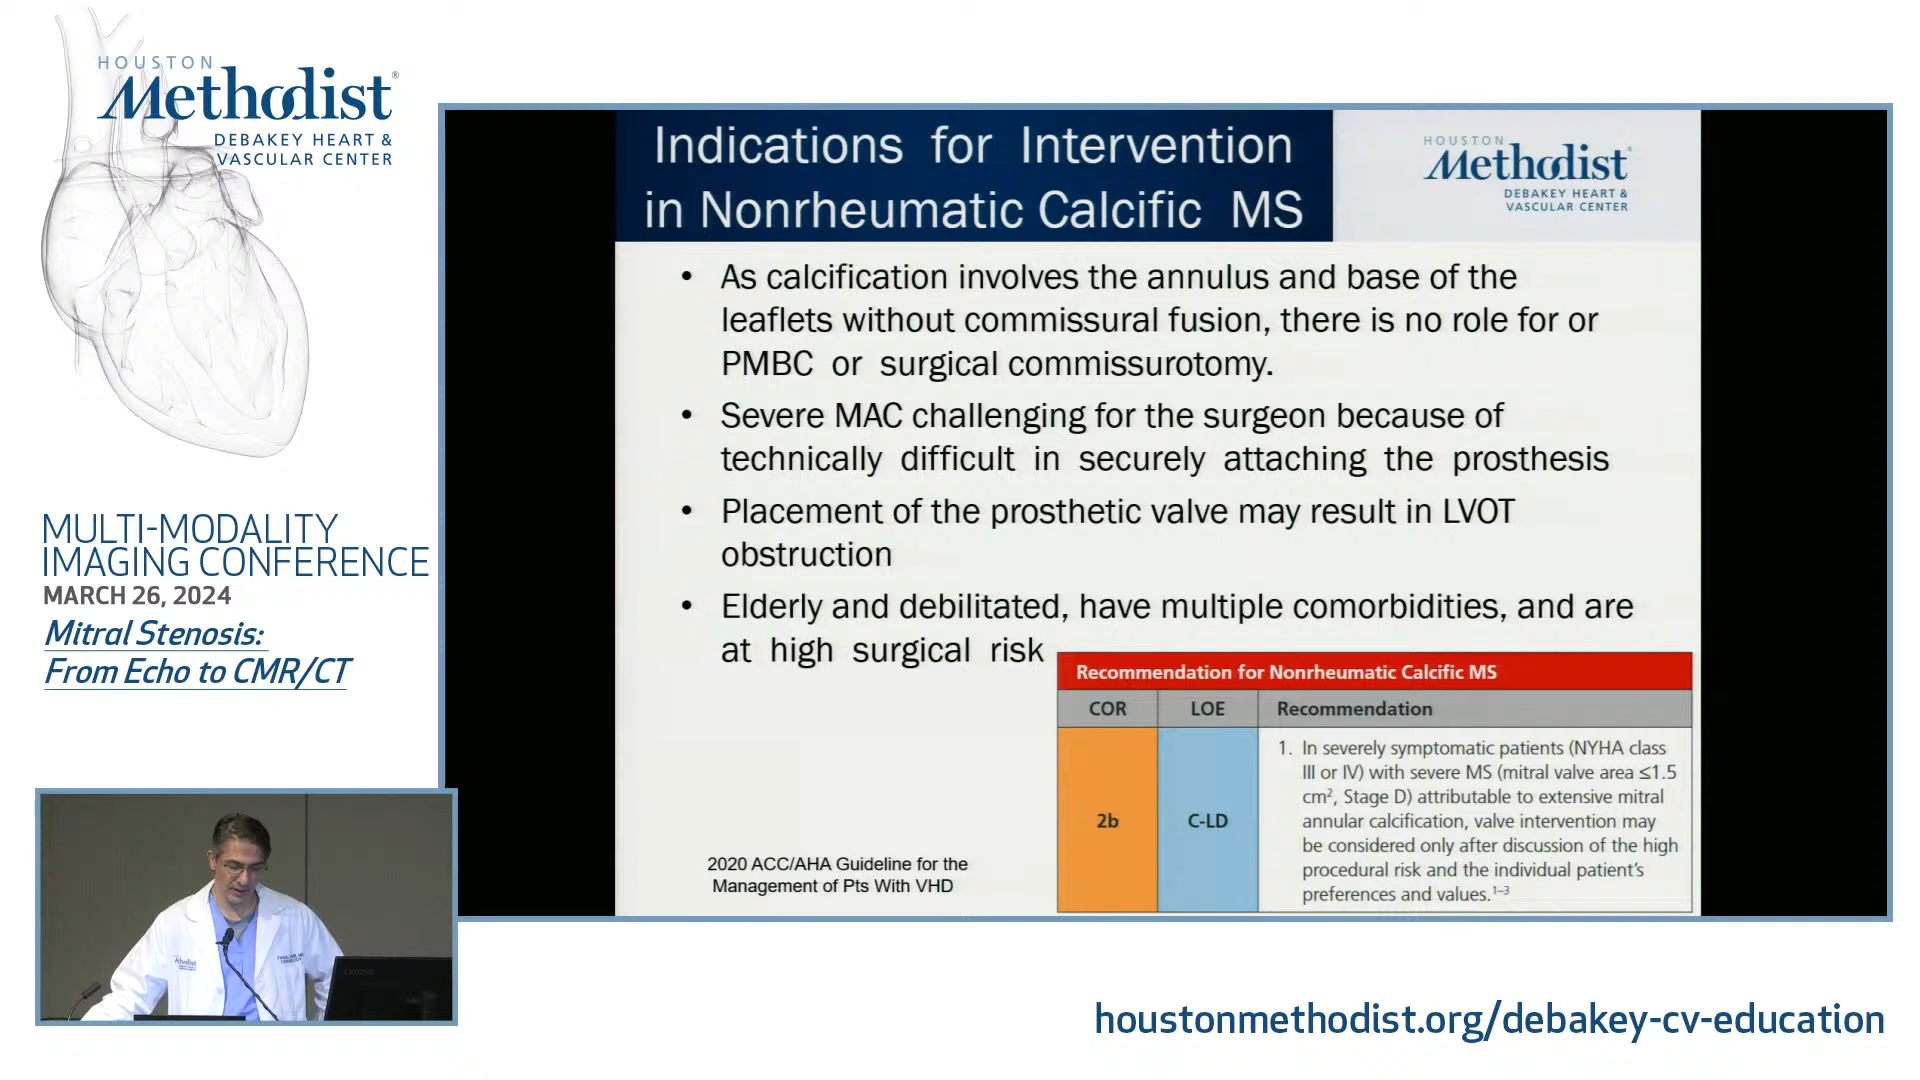 HOUSTON
Methodist®
DEBAKEY HEART &
VASCULAR CENTER
MULTI-MODALITY
IMAGING CONFERENCE
MARCH 26, 2024
Mitral Stenosis:
From Echo to CMR/CT
Indications for Intervention
in Nonrheumatic Calcific MS
HOUSTON
Methodist
DEBAKEY HEART &
VASCULAR CENTER
• As calcification involves the annulus and base of the
leaflets without commissural fusion, there is no role for or
PMBC or surgical commissurotomy.
• Severe MAC challenging for the surgeon because of
technically difficult in securely attaching the prosthesis
• Placement of the prosthetic valve may result in LVOT
obstruction
• Elderly and debilitated, have multiple comorbidities, and are
at high surgical risk
Recommendation for Nonrheumatic Calcific MS
COR LOE Recommendation
2b C-LD
1. In severely symptomatic patients (NYHA class
III or IV) with severe MS (mitral valve area ≤1.5
cm², Stage D) attributable to extensive mitral
annular calcification, valve intervention may
be considered only after discussion of the high
procedural risk and the individual patient's
preferences and values.¹⁻³
2020 ACC/AHA Guideline for the
Management of Pts With VHD
Lenovo
houstonmethodist.org/debakey-cv-education